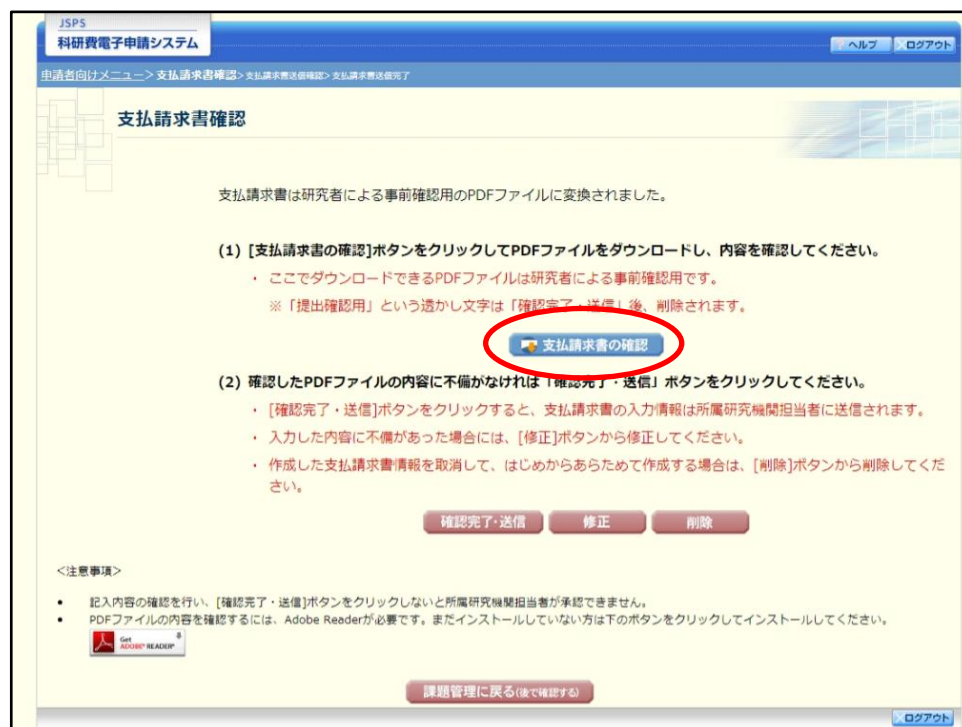 JSPS
科研費電子申請システム
ヘルプ
ログアウト
申請者向けメニュー>支払請求書確認>支払請求書送信確認>支払請求書送信完了
支払請求書確認
支払請求書は研究者による事前確認用のPDFファイルに変換されました。
(1) [支払請求書の確認]ボタンをクリックしてPDFファイルをダウンロードし、内容を確認してください。
・ ここでダウンロードできるPDFファイルは研究者による事前確認用です。
※「提出確認用」という透かし文字は「確認完了・送信」後、削除されます。
支払請求書の確認
(2) 確認したPDFファイルの内容に不備がなければ「確認完了・送信」ボタンをクリックしてください。
・ [確認完了・送信]ボタンをクリックすると、支払請求書の入力情報は所属研究機関担当者に送信されます。
・ 入力した内容に不備があった場合には、[修正]ボタンから修正してください。
・ 作成した支払請求書情報を取消して、はじめからあらためて作成する場合は、[削除]ボタンから削除してくだ
さい。
確認完了・送信
修正
削除
<注意事項>
• 記入内容の確認を行い、[確認完了・送信]ボタンをクリックしないと所属研究機関担当者が承認できません。
• PDFファイルの内容を確認するには、Adobe Readerが必要です。まだインストールしていない方は下のボタンをクリックしてインストールしてください。
Get
ADOBE® READER®
課題管理に戻る(後で確認する)
ログアウト